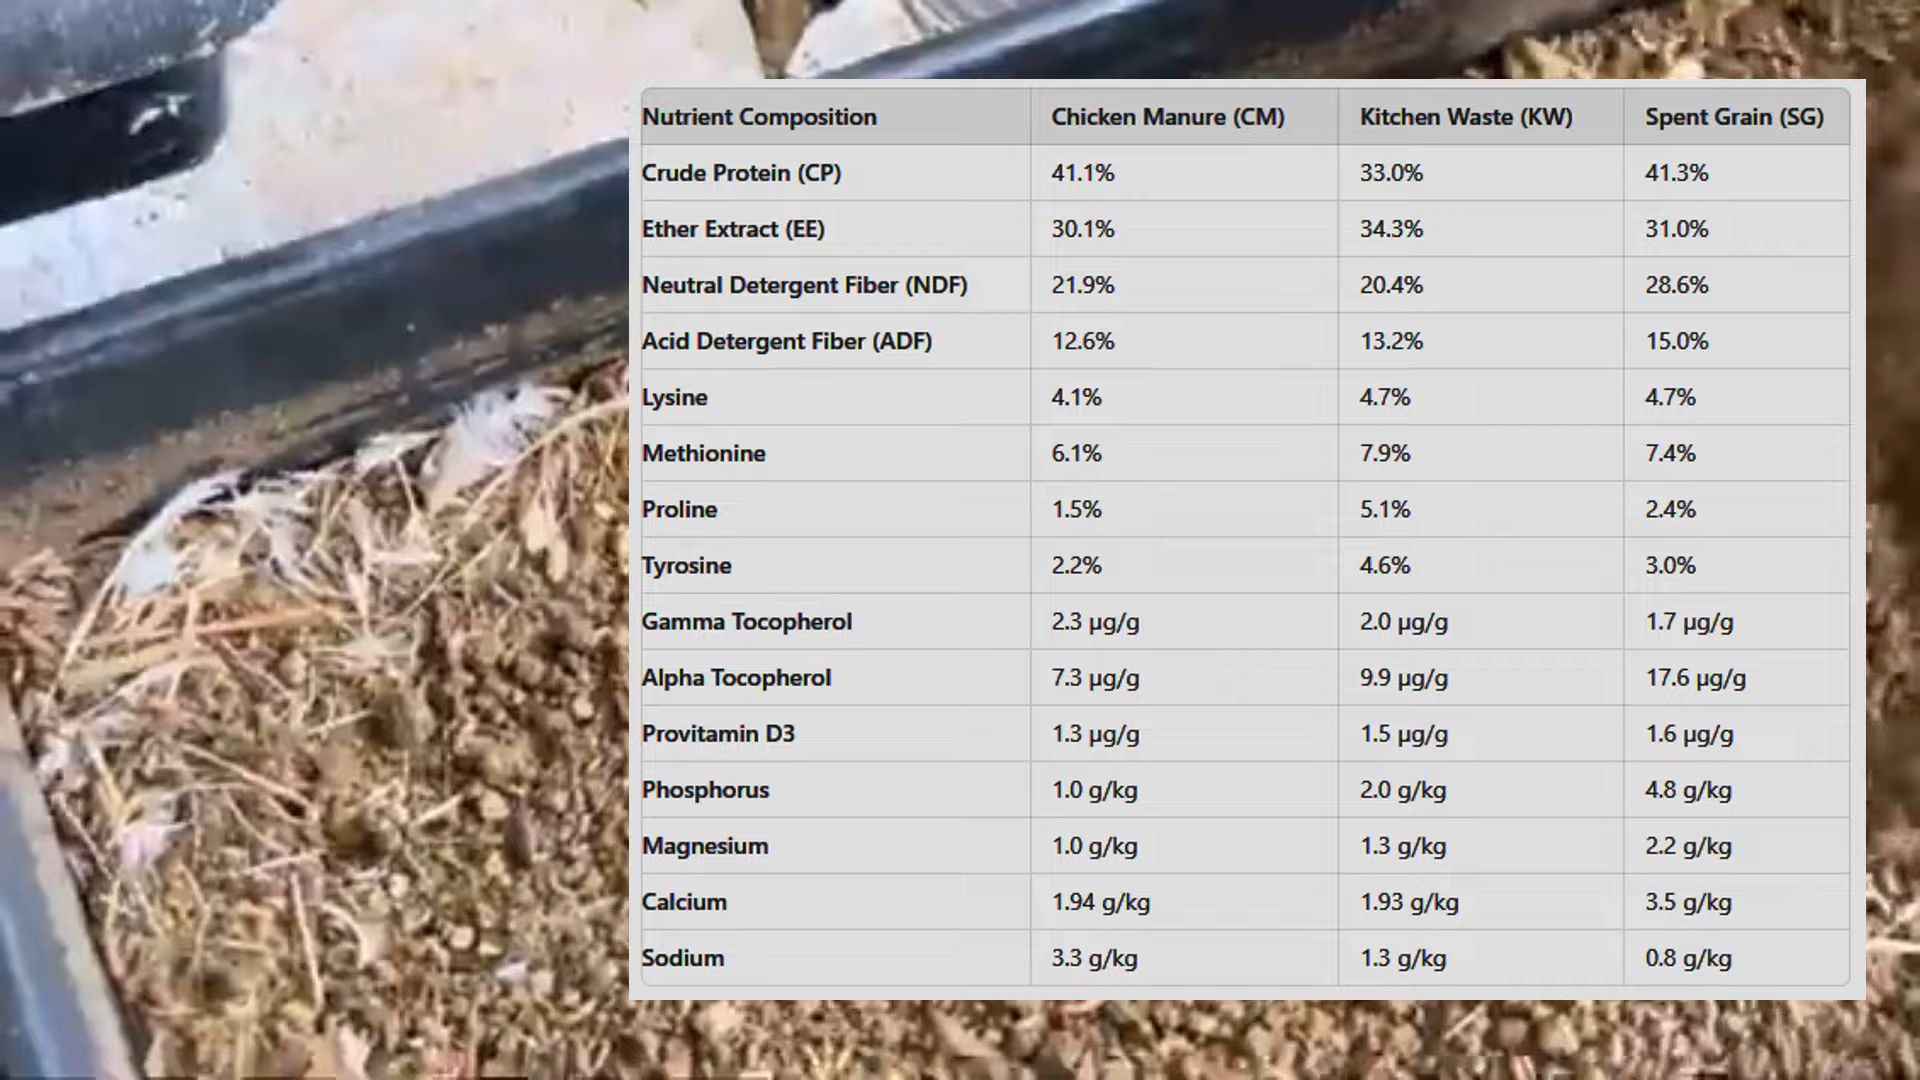 Nutrient Composition Chicken Manure (CM) Kitchen Waste (KW) Spent Grain (SG)
Crude Protein (CP) 41.1% 33.0% 41.3%
Ether Extract (EE) 30.1% 34.3% 31.0%
Neutral Detergent Fiber (NDF) 21.9% 20.4% 28.6%
Acid Detergent Fiber (ADF) 12.6% 13.2% 15.0%
Lysine 4.1% 4.7% 4.7%
Methionine 6.1% 7.9% 7.4%
Proline 1.5% 5.1% 2.4%
Tyrosine 2.2% 4.6% 3.0%
Gamma Tocopherol 2.3 µg/g 2.0 µg/g 1.7 µg/g
Alpha Tocopherol 7.3 µg/g 9.9 µg/g 17.6 µg/g
Provitamin D3 1.3 µg/g 1.5 µg/g 1.6 µg/g
Phosphorus 1.0 g/kg 2.0 g/kg 4.8 g/kg
Magnesium 1.0 g/kg 1.3 g/kg 2.2 g/kg
Calcium 1.94 g/kg 1.93 g/kg 3.5 g/kg
Sodium 3.3 g/kg 1.3 g/kg 0.8 g/kg